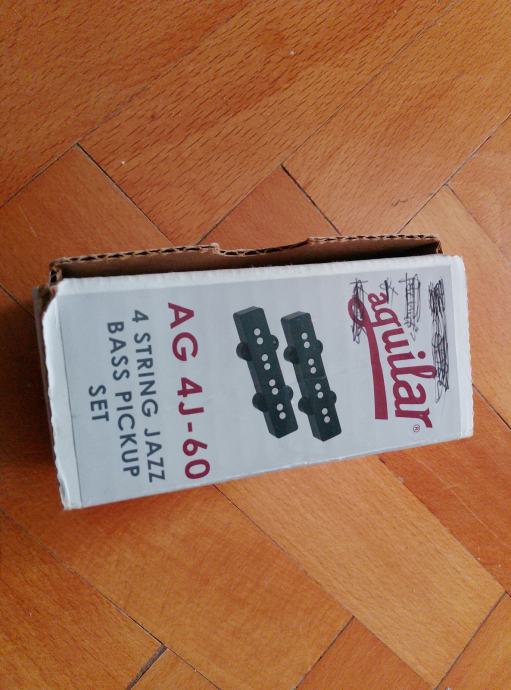 aguilar®
AG 4J-60
4 STRING JAZZ
BASS PICKUP
SET